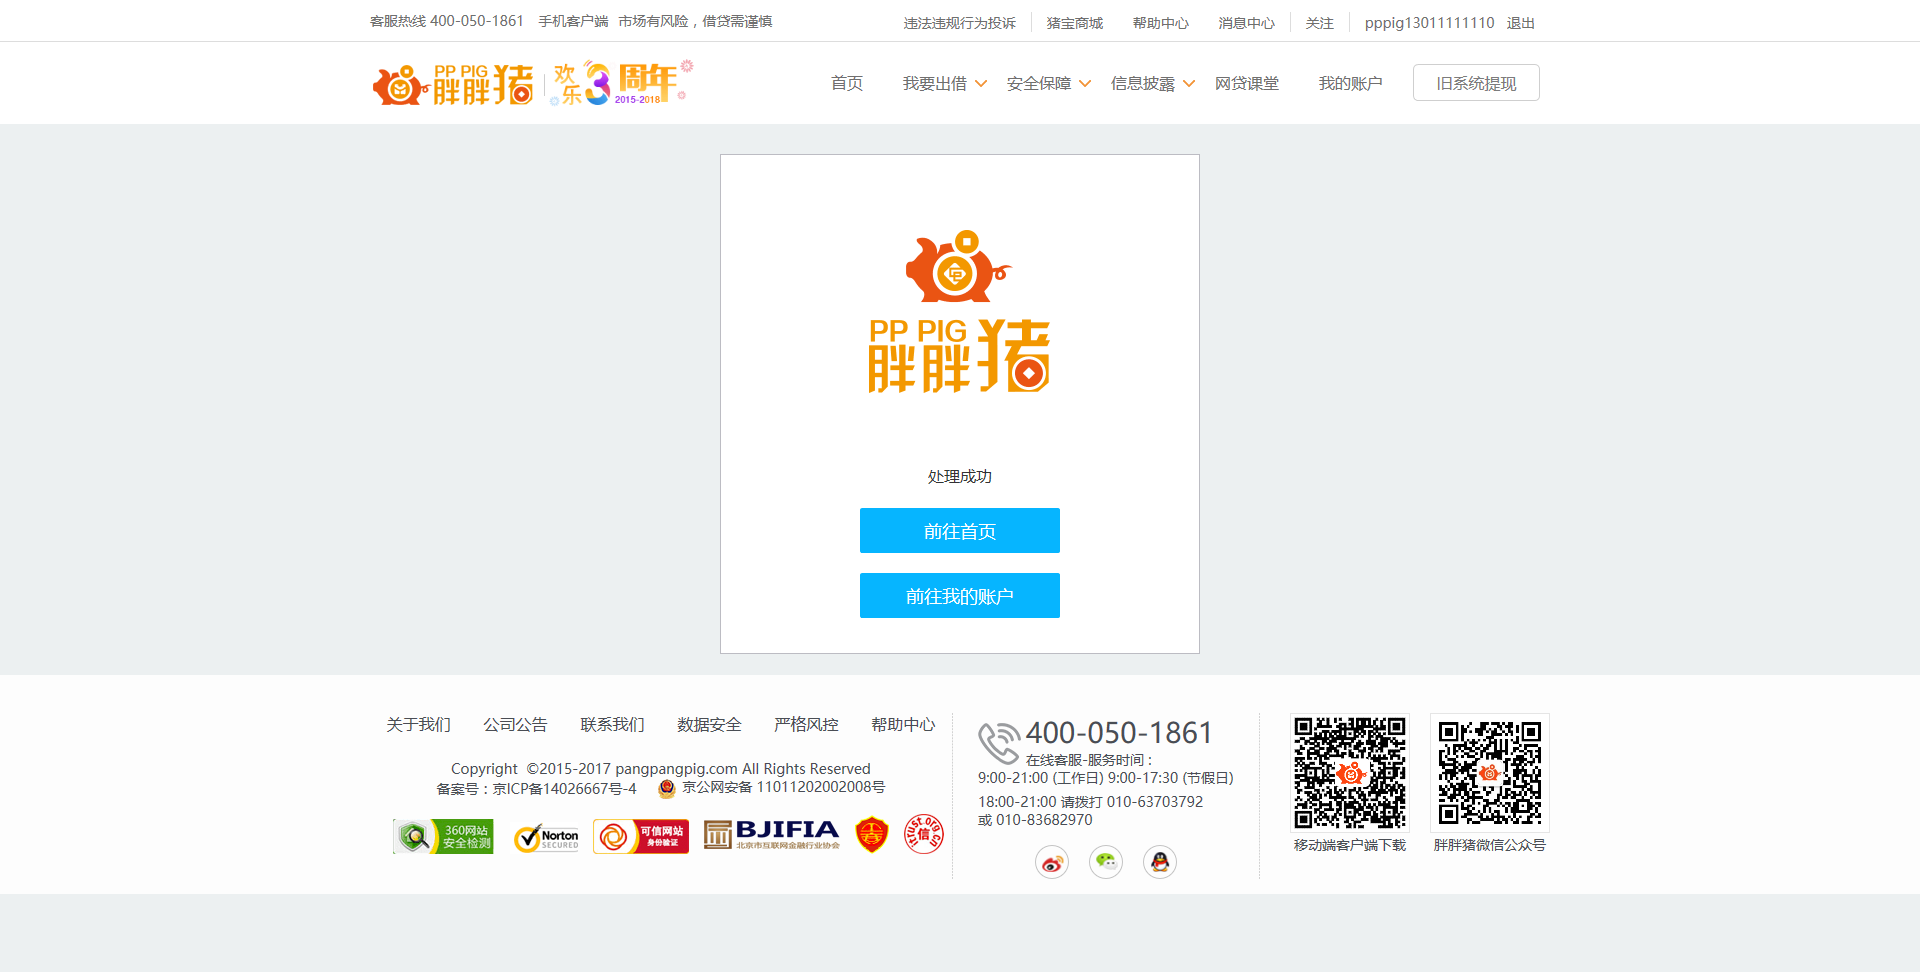 客服热线 400-050-1861 手机客户端 市场有风险，借贷需谨慎
违法违规行为投诉 猪宝商城 帮助中心 消息中心 关注 pppig13011111110 退出
PP PIG 胖胖猪 欢乐3周年 2015-2018
首页 我要出借 安全保障 信息披露 网贷课堂 我的账户 旧系统提现
PP PIG
胖胖猪
处理成功
前往首页
前往我的账户
关于我们 公司公告 联系我们 数据安全 严格风控 帮助中心
Copyright ©2015-2017 pangpangpig.com All Rights Reserved
备案号：京ICP备14026667号-4 京公网安备 11011202002008号
360网站
安全检测
Norton
SECURED
可信网站
身份验证
BJIFIA
北京市互联网金融行业协会
itrust.org.cn
信
400-050-1861
在线客服-服务时间：
9:00-21:00 (工作日) 9:00-17:30 (节假日)
18:00-21:00 请拨打 010-63703792
或 010-83682970
移动端客户端下载
胖胖猪微信公众号